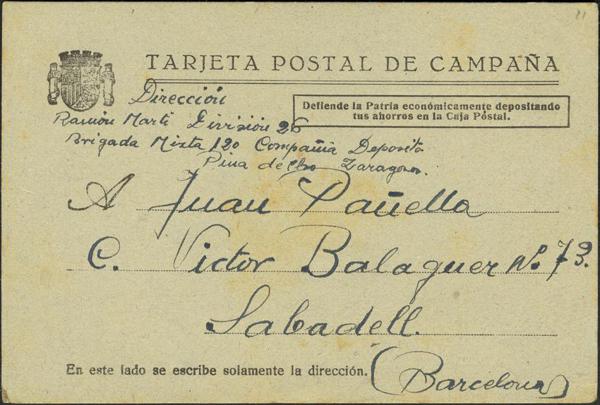 TARJETA POSTAL DE CAMPAÑA
Dirección
Defiende la Patria económicamente depositando
tus ahorros en la Caja Postal.
Ramón Martí División 26
Brigada Mixta 120 Compañia Deposito
Pina de Ebro Zaragoza.
A Juan Pañella
C. Victor Balaguer Nº 73.
Sabadell.
En este lado se escribe solamente la dirección.
(Barcelona)